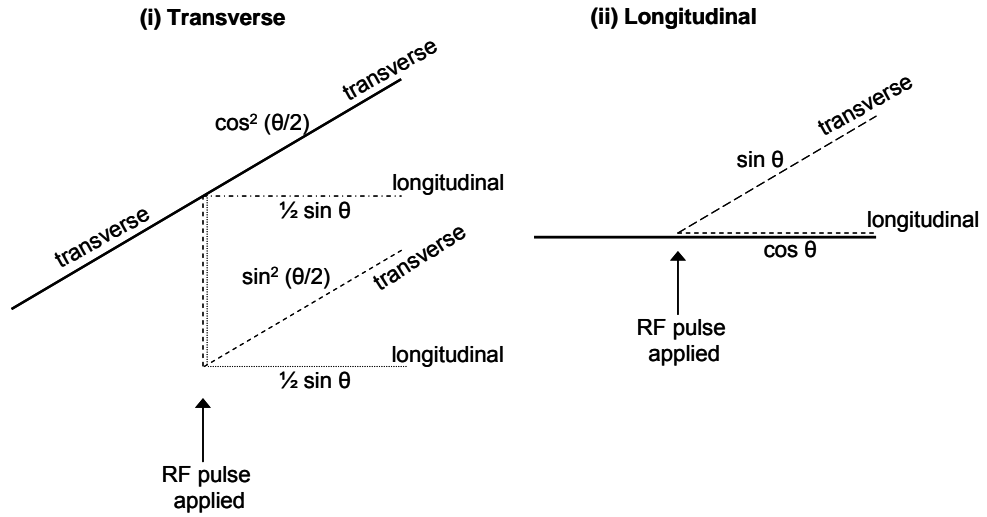 (i) Transverse
transverse
cos² (θ/2)
transverse
longitudinal
½ sin θ
sin² (θ/2)
transverse
longitudinal
½ sin θ
RF pulse
applied
(ii) Longitudinal
transverse
sin θ
longitudinal
cos θ
RF pulse
applied